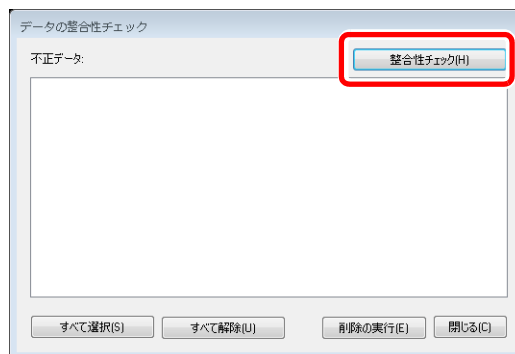 データの整合性チェック
不正データ:
整合性チェック(H)
すべて選択(S)
すべて解除(U)
削除の実行(E)
閉じる(C)